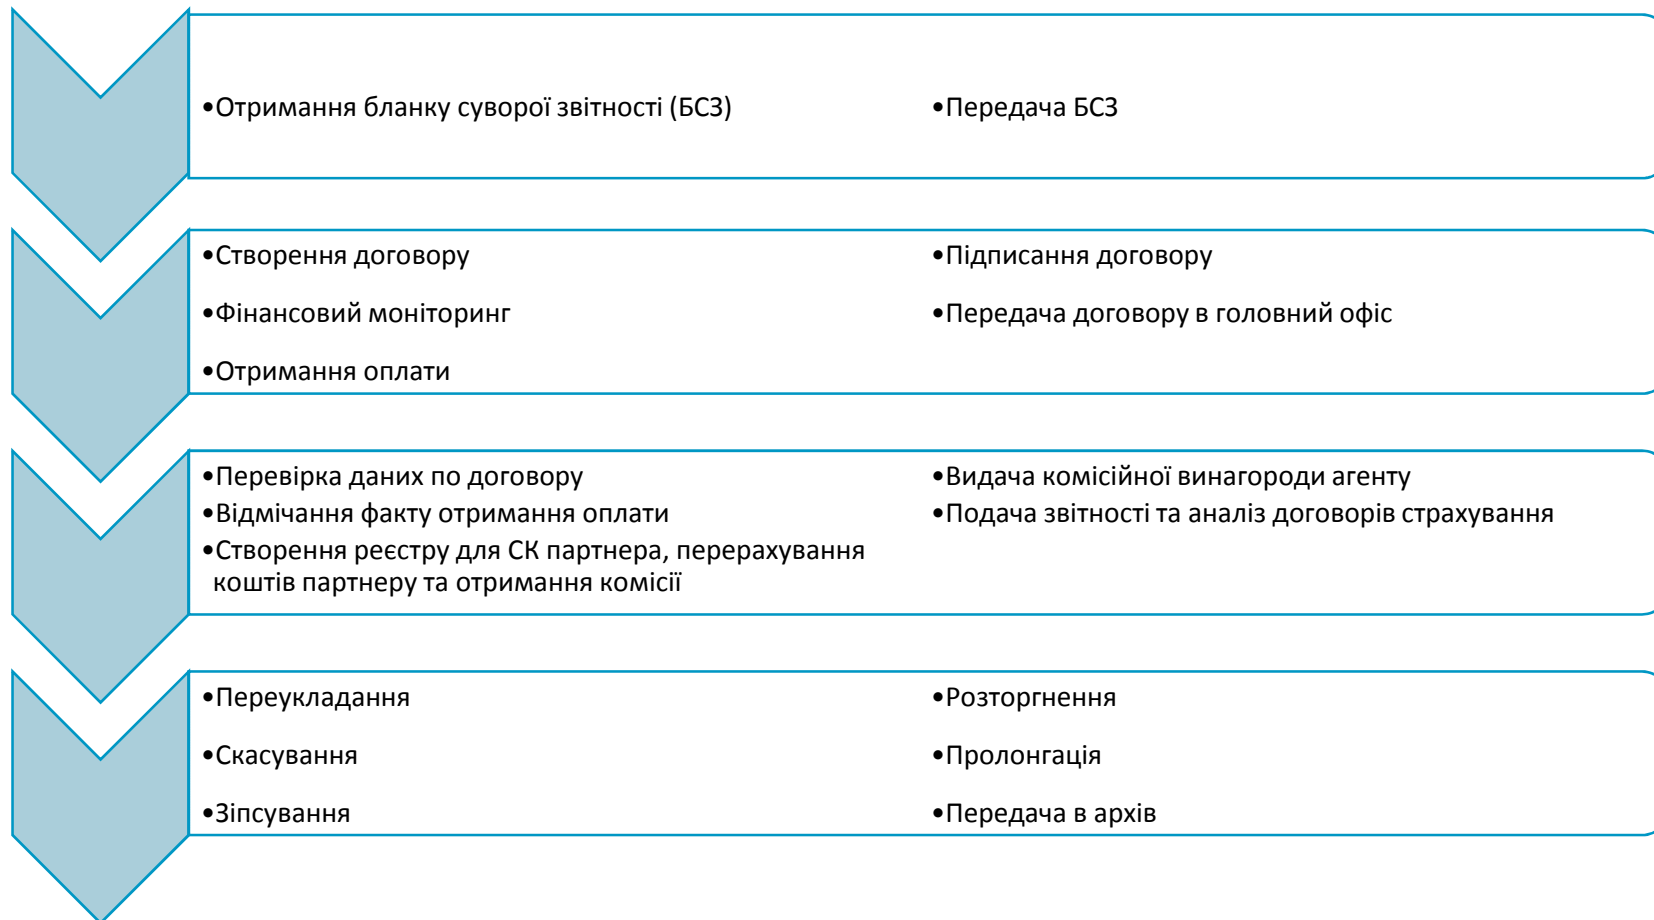 •Отримання бланку суворої звітності (БСЗ)
•Передача БСЗ
•Створення договору
•Фінансовий моніторинг
•Отримання оплати
•Підписання договору
•Передача договору в головний офіс
•Перевірка даних по договору
•Відмічання факту отримання оплати
•Створення реєстру для СК партнера, перерахування
коштів партнеру та отримання комісії
•Видача комісійної винагороди агенту
•Подача звітності та аналіз договорів страхування
•Переукладання
•Скасування
•Зіпсування
•Розторгнення
•Пролонгація
•Передача в архів